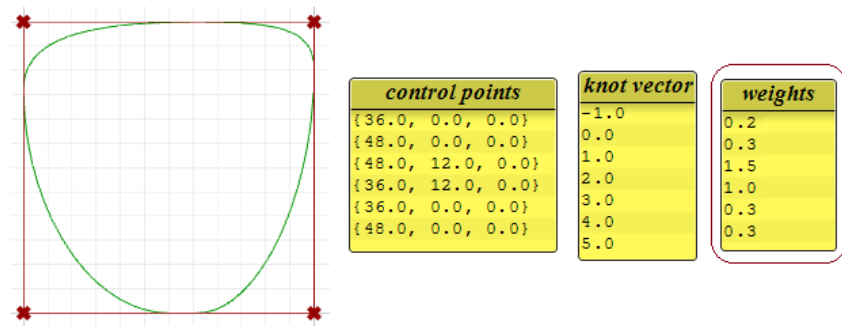 control points
{36.0, 0.0, 0.0}
{48.0, 0.0, 0.0}
{48.0, 12.0, 0.0}
{36.0, 12.0, 0.0}
{36.0, 0.0, 0.0}
{48.0, 0.0, 0.0}
knot vector
-1.0
0.0
1.0
2.0
3.0
4.0
5.0
weights
0.2
0.3
1.5
1.0
0.3
0.3